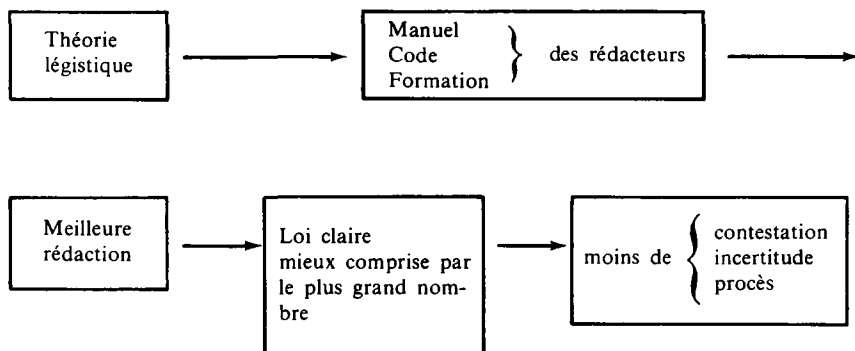 Théorie
légistique
Manuel
Code
Formation
des rédacteurs
Meilleure
rédaction
Loi claire
mieux comprise par
le plus grand nom-
bre
moins de
contestation
incertitude
procès